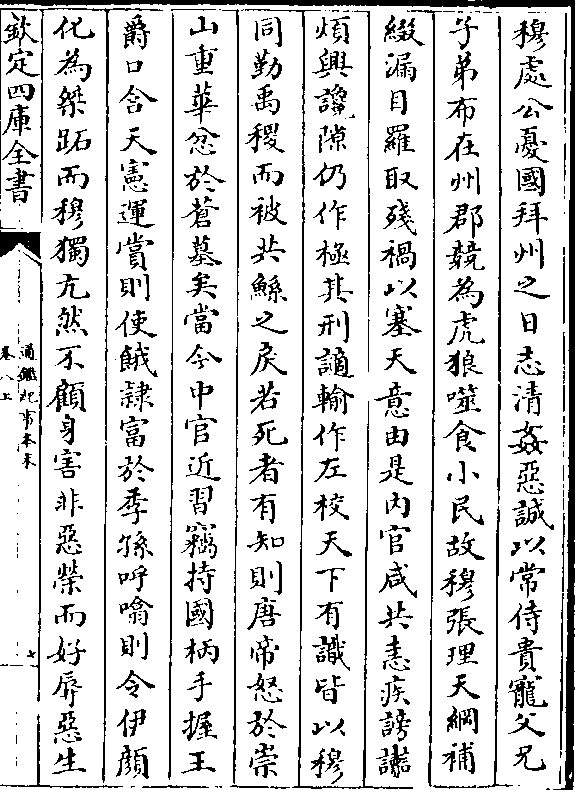 穆處公憂國拜州之日志清姦惡誠以常侍貴寵父兄
子弟布在州郡競為虎狼噬食小民故穆張理天綱補
綴漏目羅取殘禍以塞天意由是内官咸共恚疾謗讟
煩興讒隙仍作極其刑讁輸作左校天下有識皆以穆
同勤禹稷而被共鯀之戾若死者有知則唐帝怒於崇
山重華忿於蒼墓矣當今中官近習竊持國柄手握王
爵口含天憲運賞則使餓隷富於季孫呼噏則令伊顔
化為桀跖而穆獨亢然不顧身害非惡榮而好辱惡生
欽定四庫全書
通鑑紀事本末
卷八上
七